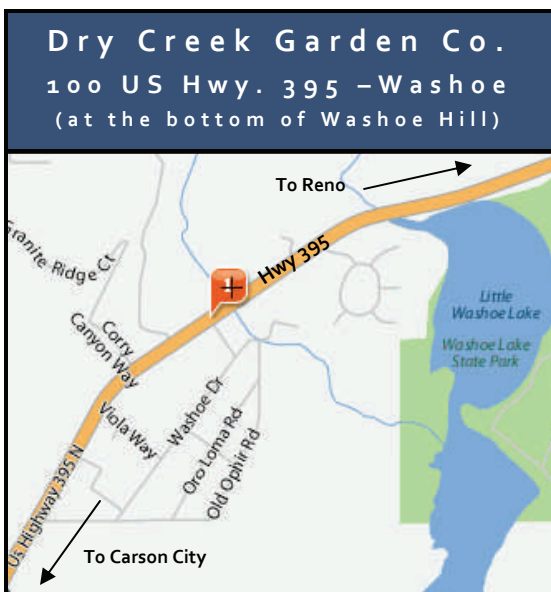 Dry Creek Garden Co.
100 US Hwy. 395 –Washoe
(at the bottom of Washoe Hill)
To Reno
Granite Ridge Ct
Hwy 395
1
Little
Washoe Lake
Washoe Lake
State Park
Corry
Canyon Way
Viola Way
Washoe Dr
Oro Loma Rd
Old Ophir Rd
Us Highway 395 N
To Carson City